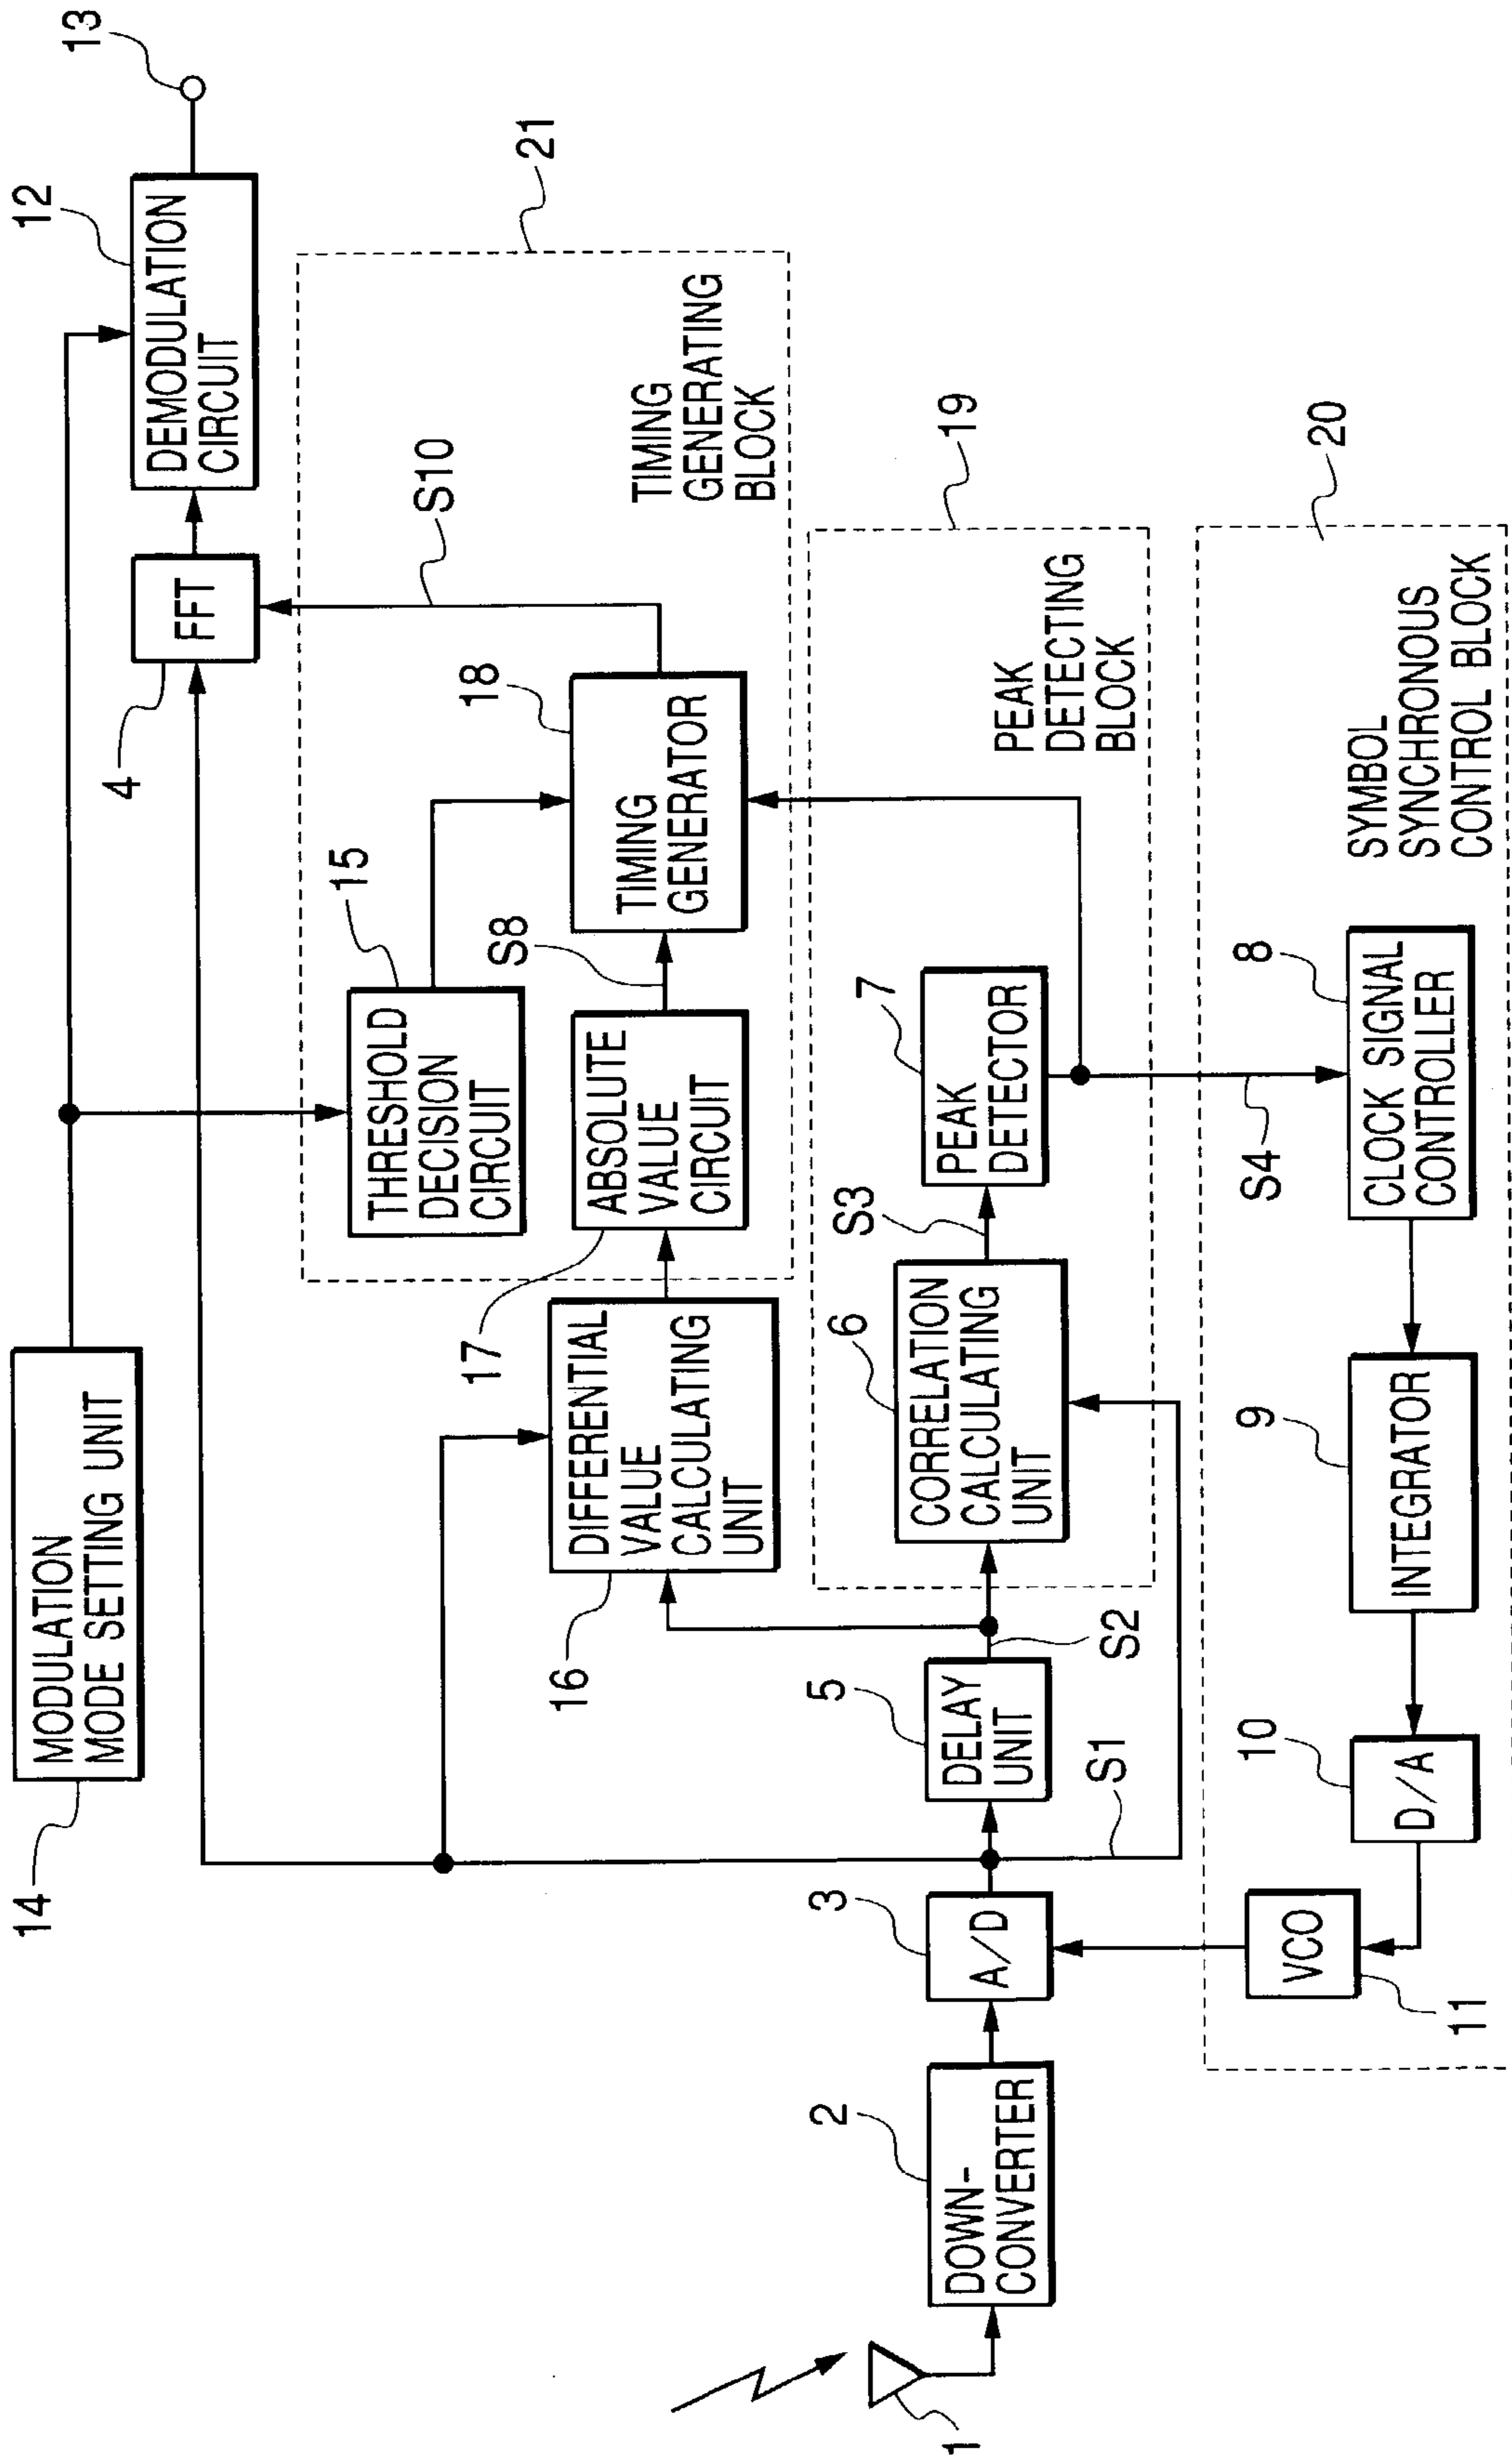 14
MODULATION
MODE SETTING UNIT
12
DEMODULATION
CIRCUIT
13
4
FFT
S10
21
15
THRESHOLD
DECISION
CIRCUIT
18
TIMING
GENERATOR
TIMING
GENERATING
BLOCK
16
DIFFERENTIAL
VALUE
CALCULATING
UNIT
17
ABSOLUTE
VALUE
CIRCUIT
S8
1
2
DOWN-
CONVERTER
3
A/D
5
DELAY
UNIT
S1
S2
6
CORRELATION
CALCULATING
UNIT
S3
7
PEAK
DETECTOR
PEAK
DETECTING
BLOCK
19
S4
11
VCO
10
D/A
9
INTEGRATOR
8
CLOCK SIGNAL
CONTROLLER
SYMBOL
SYNCHRONOUS
CONTROL BLOCK
20